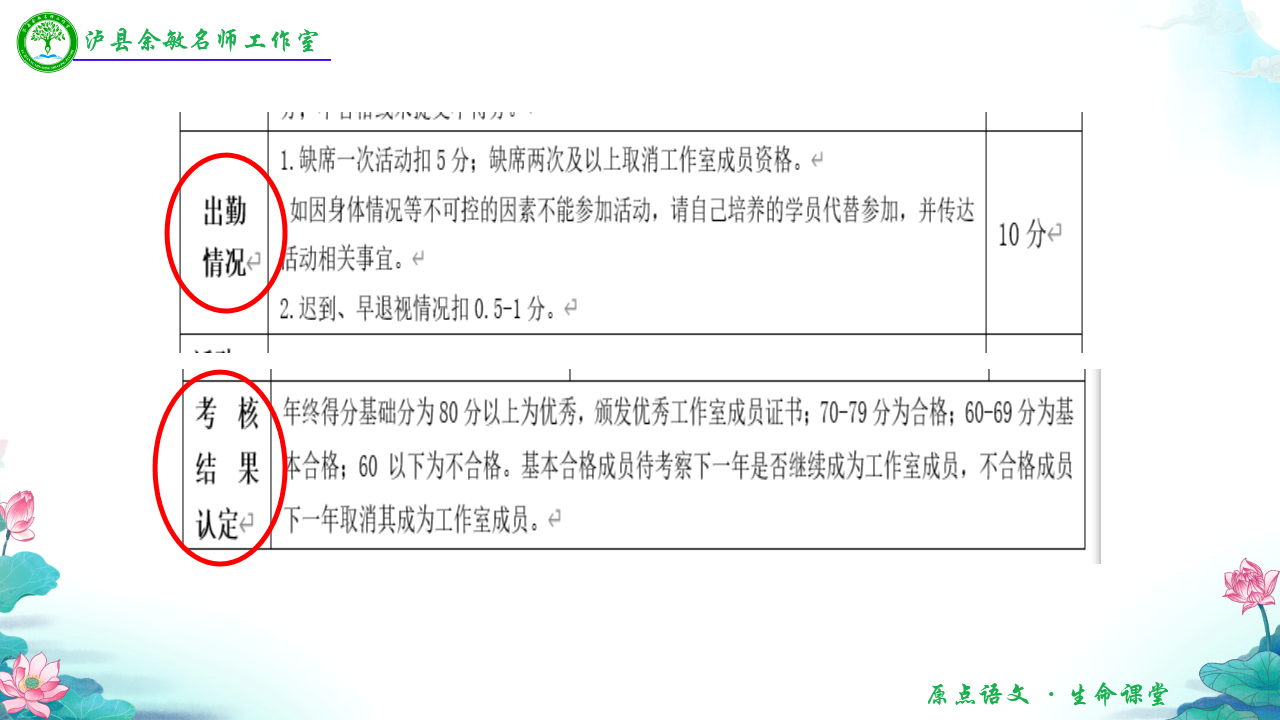 泸县余敏名师工作室
1.缺席一次活动扣5分；缺席两次及以上取消工作室成员资格。
出勤
情况
如因身体情况等不可控的因素不能参加活动，请自己培养的学员代替参加，并传达
活动相关事宜。
2.迟到、早退视情况扣0.5-1分。
10分
考 核
结 果
认定
年终得分基础分为80分以上为优秀，颁发优秀工作室成员证书；70-79分为合格；60-69分为基
本合格；60 以下为不合格。基本合格成员待考察下一年是否继续成为工作室成员，不合格成员
下一年取消其成为工作室成员。
原点语文 · 生命课堂